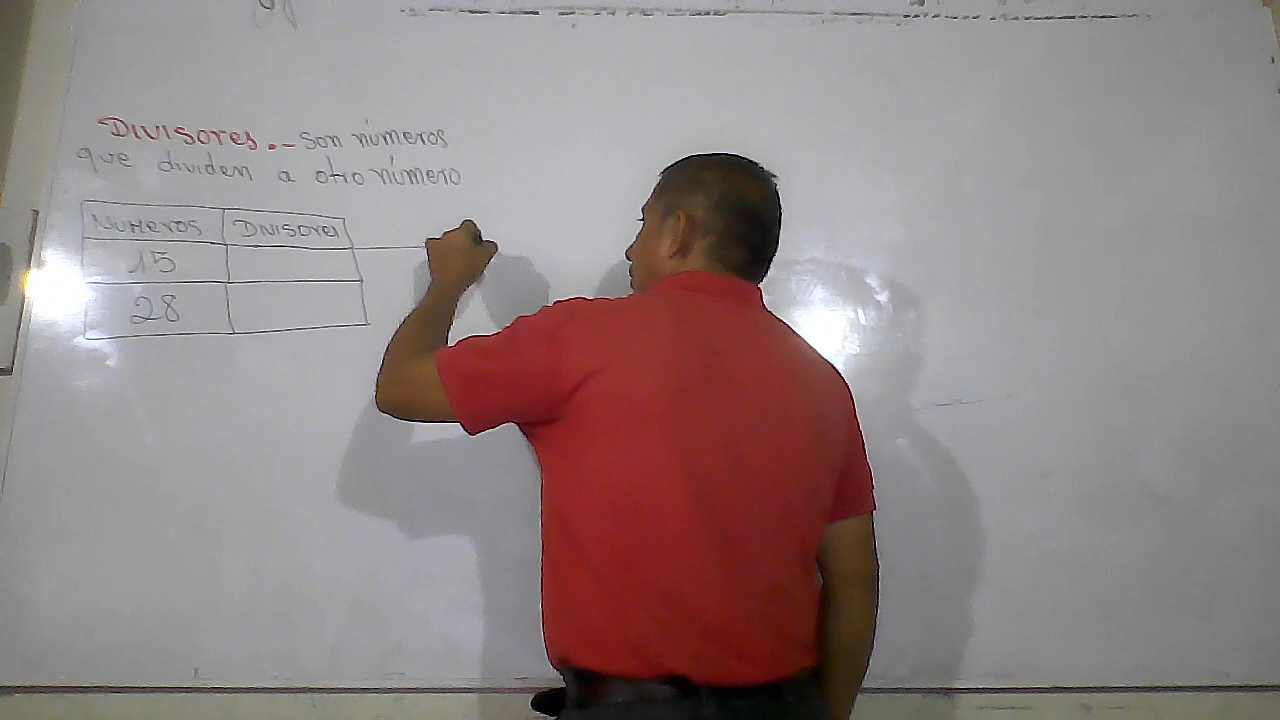 Divisores.- son números
que dividen a otro número
Numeros Divisores
15
28